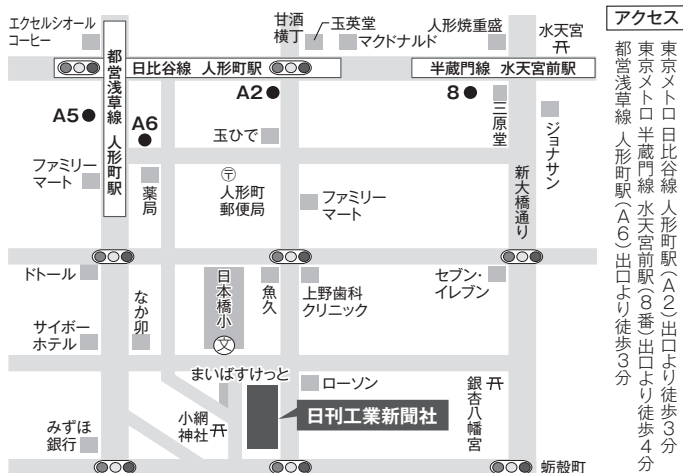 エクセルシオール
コーヒー
甘酒
横丁
玉英堂
マクドナルド
人形焼重盛
水天宮
日比谷線 人形町駅
半蔵門線 水天宮前駅
都営浅草線 人形町駅
A5
A6
A2
8
三原堂
ジョナサン
玉ひで
ファミリー
マート
薬局
〒
人形町
郵便局
ファミリー
マート
新大橋通り
ドトール
なか卯
日本橋小
文
魚久
上野歯科
クリニック
セブン-
イレブン
サイボー
ホテル
まいばすけっと
ローソン
銀杏八幡宮
小網
神社
日刊工業新聞社
みずほ
銀行
蛎殻町
アクセス
東京メトロ 日比谷線 人形町駅(A2)出口より徒歩3分
東京メトロ 半蔵門線 水天宮前駅(8番)出口より徒歩4分
都営浅草線 人形町駅(A6)出口より徒歩3分